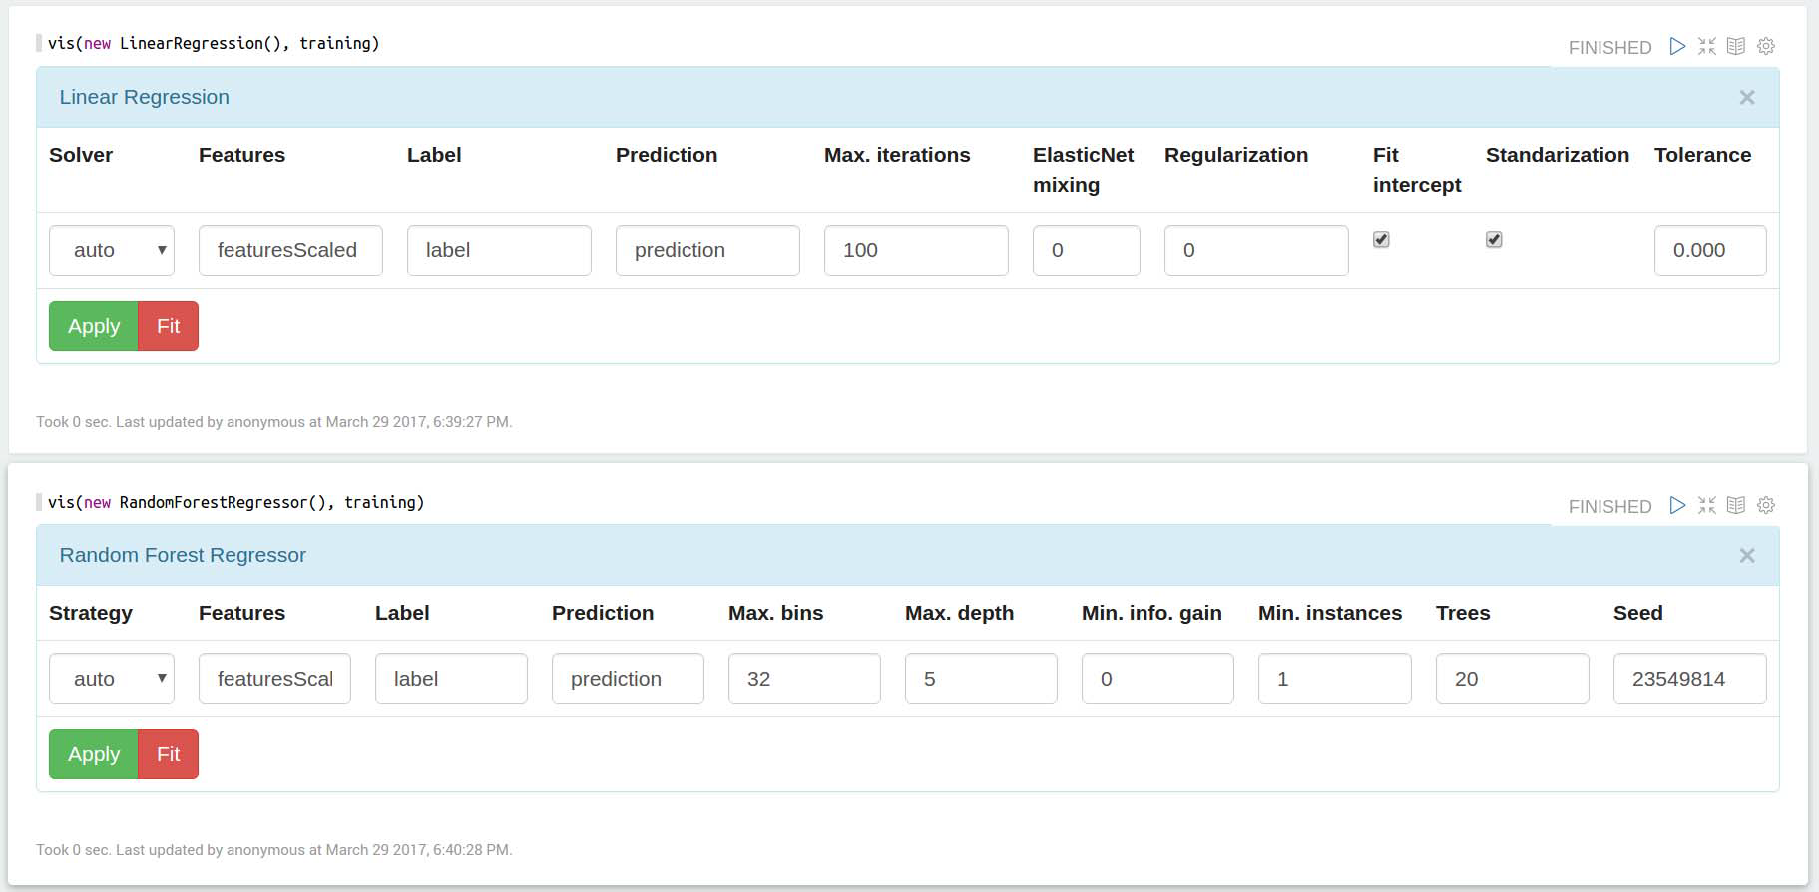 vis(new LinearRegression(), training)
FINISHED
Linear Regression
×
Solver Features Label Prediction Max. iterations ElasticNet mixing Regularization Fit intercept Standarization Tolerance
auto featuresScaled label prediction 100 0 0 0.000
Apply Fit
Took 0 sec. Last updated by anonymous at March 29 2017, 6:39:27 PM.
vis(new RandomForestRegressor(), training)
FINISHED
Random Forest Regressor
×
Strategy Features Label Prediction Max. bins Max. depth Min. info. gain Min. instances Trees Seed
auto featuresScal label prediction 32 5 0 1 20 23549814
Apply Fit
Took 0 sec. Last updated by anonymous at March 29 2017, 6:40:28 PM.